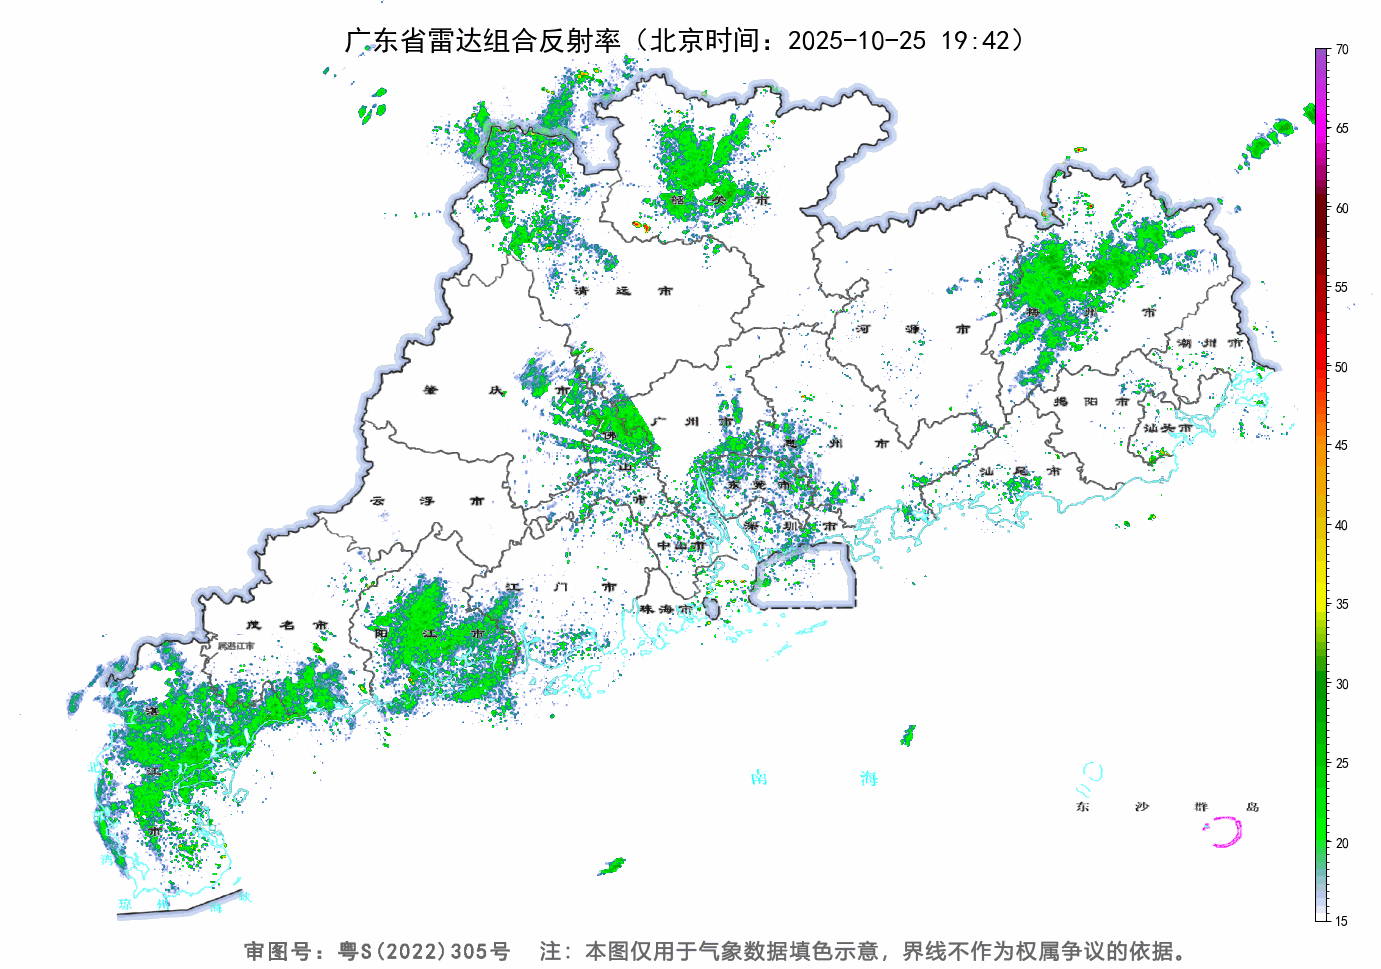 广东省雷达组合反射率（北京时间：2025-10-25 19:42）
70
65
60
55
50
45
40
35
30
25
20
15
韶 关 市
清 远 市
河 源 市
梅 州 市
潮 州 市
肇 庆 市
广 州 市
惠 州 市
揭 阳 市
汕头市
佛 山 市
东 莞 市
汕 尾 市
云 浮 市
深 圳 市
中山市
江 门 市
珠海市
茂 名 市
属湛江市
阳 江 市
湛 江 市
北 湾
南 海
东 沙 群 岛
琼 州 海 峡
审图号：粤S(2022)305号 注：本图仅用于气象数据填色示意，界线不作为权属争议的依据。